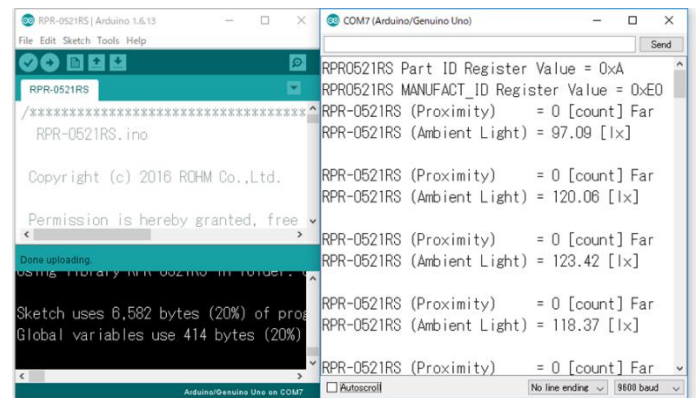 RPR-0521RS | Arduino 1.6.13
File Edit Sketch Tools Help
RPR-0521RS
/***********************************
RPR-0521RS.ino
Copyright (c) 2016 ROHM Co.,Ltd.
Permission is hereby granted, free
Done uploading.
Sketch uses 6,582 bytes (20%) of prog
Global variables use 414 bytes (20%)
Arduino/Genuino Uno on COM7
COM7 (Arduino/Genuino Uno)
Send
RPR0521RS Part ID Register Value = 0xA
RPR0521RS MANUFACT_ID Register Value = 0xE0
RPR-0521RS (Proximity) = 0 [count] Far
RPR-0521RS (Ambient Light) = 97.09 [lx]
RPR-0521RS (Proximity) = 0 [count] Far
RPR-0521RS (Ambient Light) = 120.06 [lx]
RPR-0521RS (Proximity) = 0 [count] Far
RPR-0521RS (Ambient Light) = 123.42 [lx]
RPR-0521RS (Proximity) = 0 [count] Far
RPR-0521RS (Ambient Light) = 118.37 [lx]
RPR-0521RS (Proximity) = 0 [count] Far
Autoscroll
No line ending
9600 baud